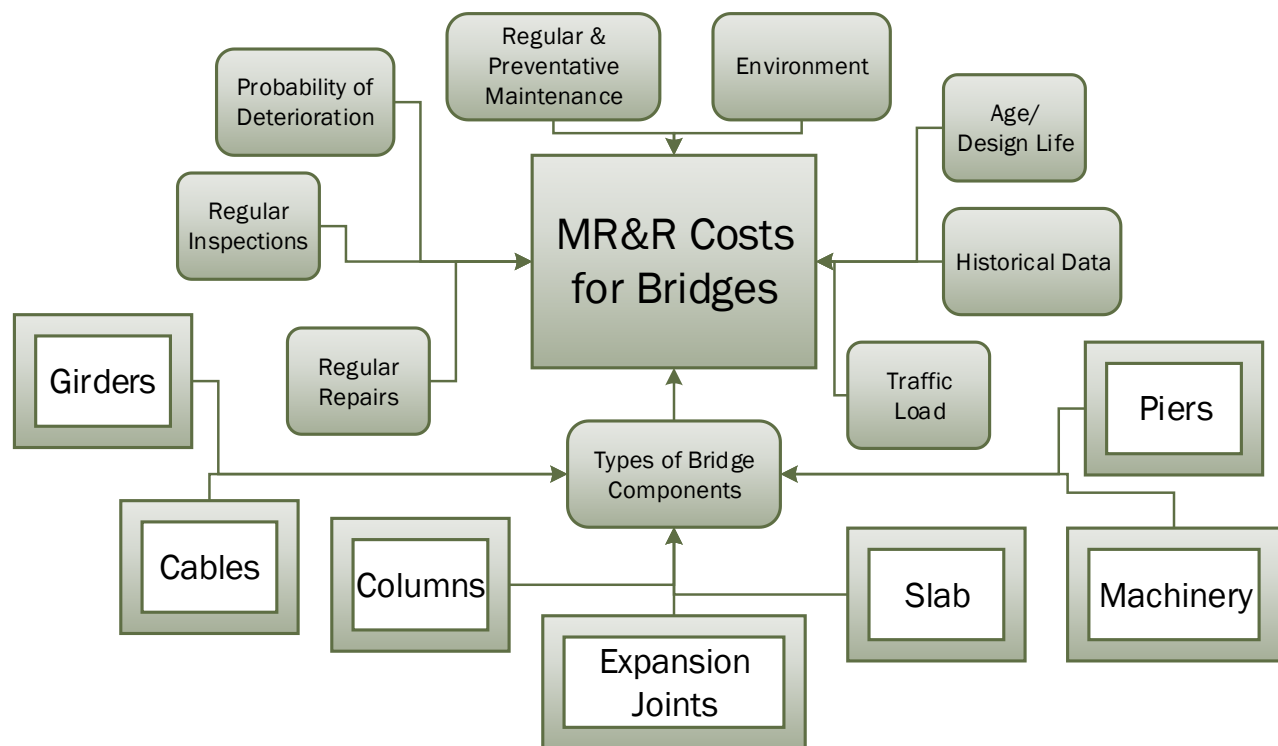 Regular &
Preventative
Maintenance
Environment
Probability of
Deterioration
Age/
Design Life
Regular
Inspections
MR&R Costs
for Bridges
Historical Data
Regular
Repairs
Traffic
Load
Girders
Piers
Types of Bridge
Components
Cables
Columns
Slab
Machinery
Expansion
Joints